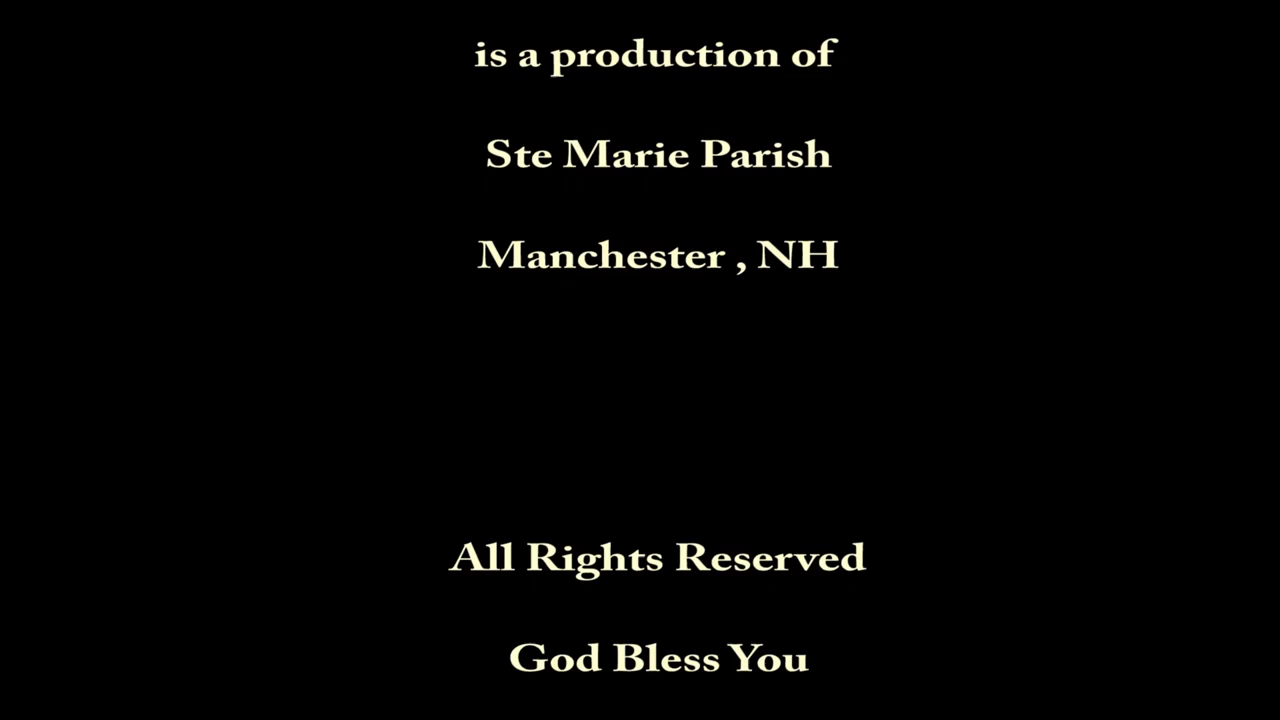 is a production of
Ste Marie Parish
Manchester , NH
All Rights Reserved
God Bless You